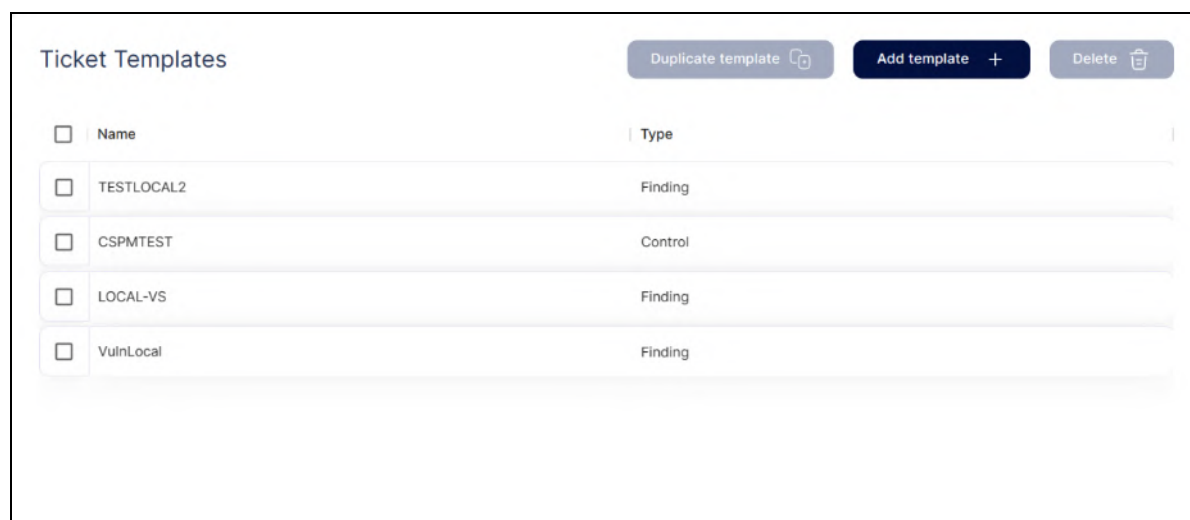 Ticket Templates Duplicate template Add template Delete
Name Type
TESTLOCAL2 Finding
CSPMTEST Control
LOCAL-VS Finding
VulnLocal Finding